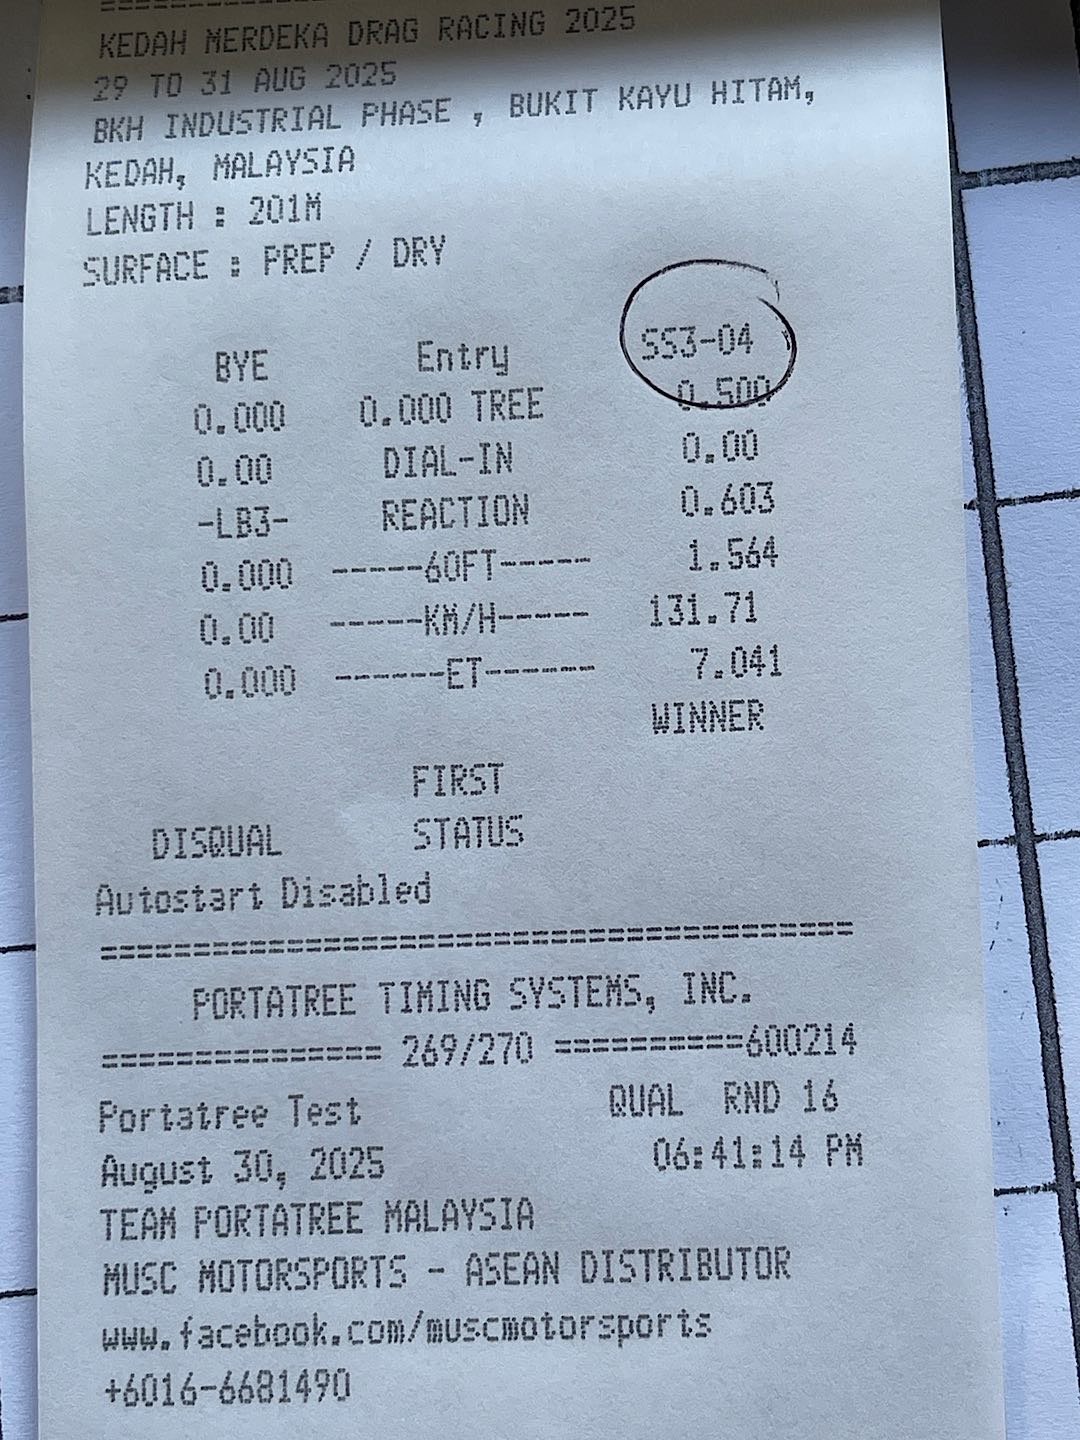 KEDAH MERDEKA DRAG RACING 2025
29 TO 31 AUG 2025
BKH INDUSTRIAL PHASE , BUKIT KAYU HITAM,
KEDAH, MALAYSIA
LENGTH : 201M
SURFACE : PREP / DRY
BYE Entry SS3-04
0.000 0.000 TREE 0.500
0.00 DIAL-IN 0.00
-LB3- REACTION 0.603
0.000 -----60FT----- 1.564
0.00 -----KM/H----- 131.71
0.000 ------ET------ 7.041
WINNER
FIRST
DISQUAL STATUS
Autostart Disabled
=========================================
PORTATREE TIMING SYSTEMS, INC.
=============== 269/270 ==========600214
Portatree Test QUAL RND 16
August 30, 2025 06:41:14 PM
TEAM PORTATREE MALAYSIA
MUSC MOTORSPORTS - ASEAN DISTRIBUTOR
www.facebook.com/muscmotorsports
+6016-6681490